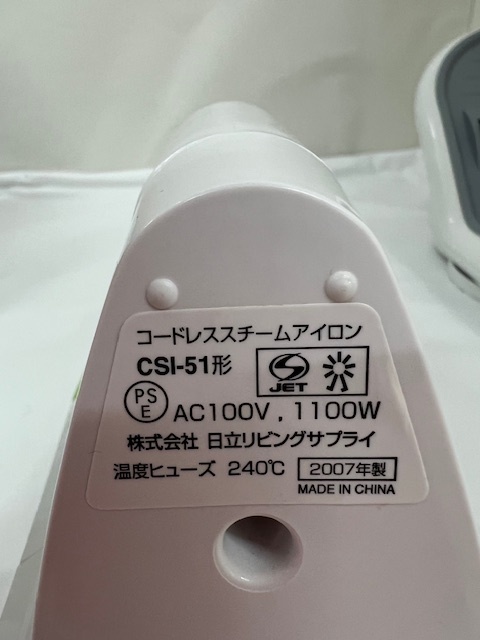 コードレススチームアイロン
CSI-51形 S JET
PS E AC100V, 1100W
株式会社 日立リビングサプライ
温度ヒューズ 240℃ 2007年製
MADE IN CHINA